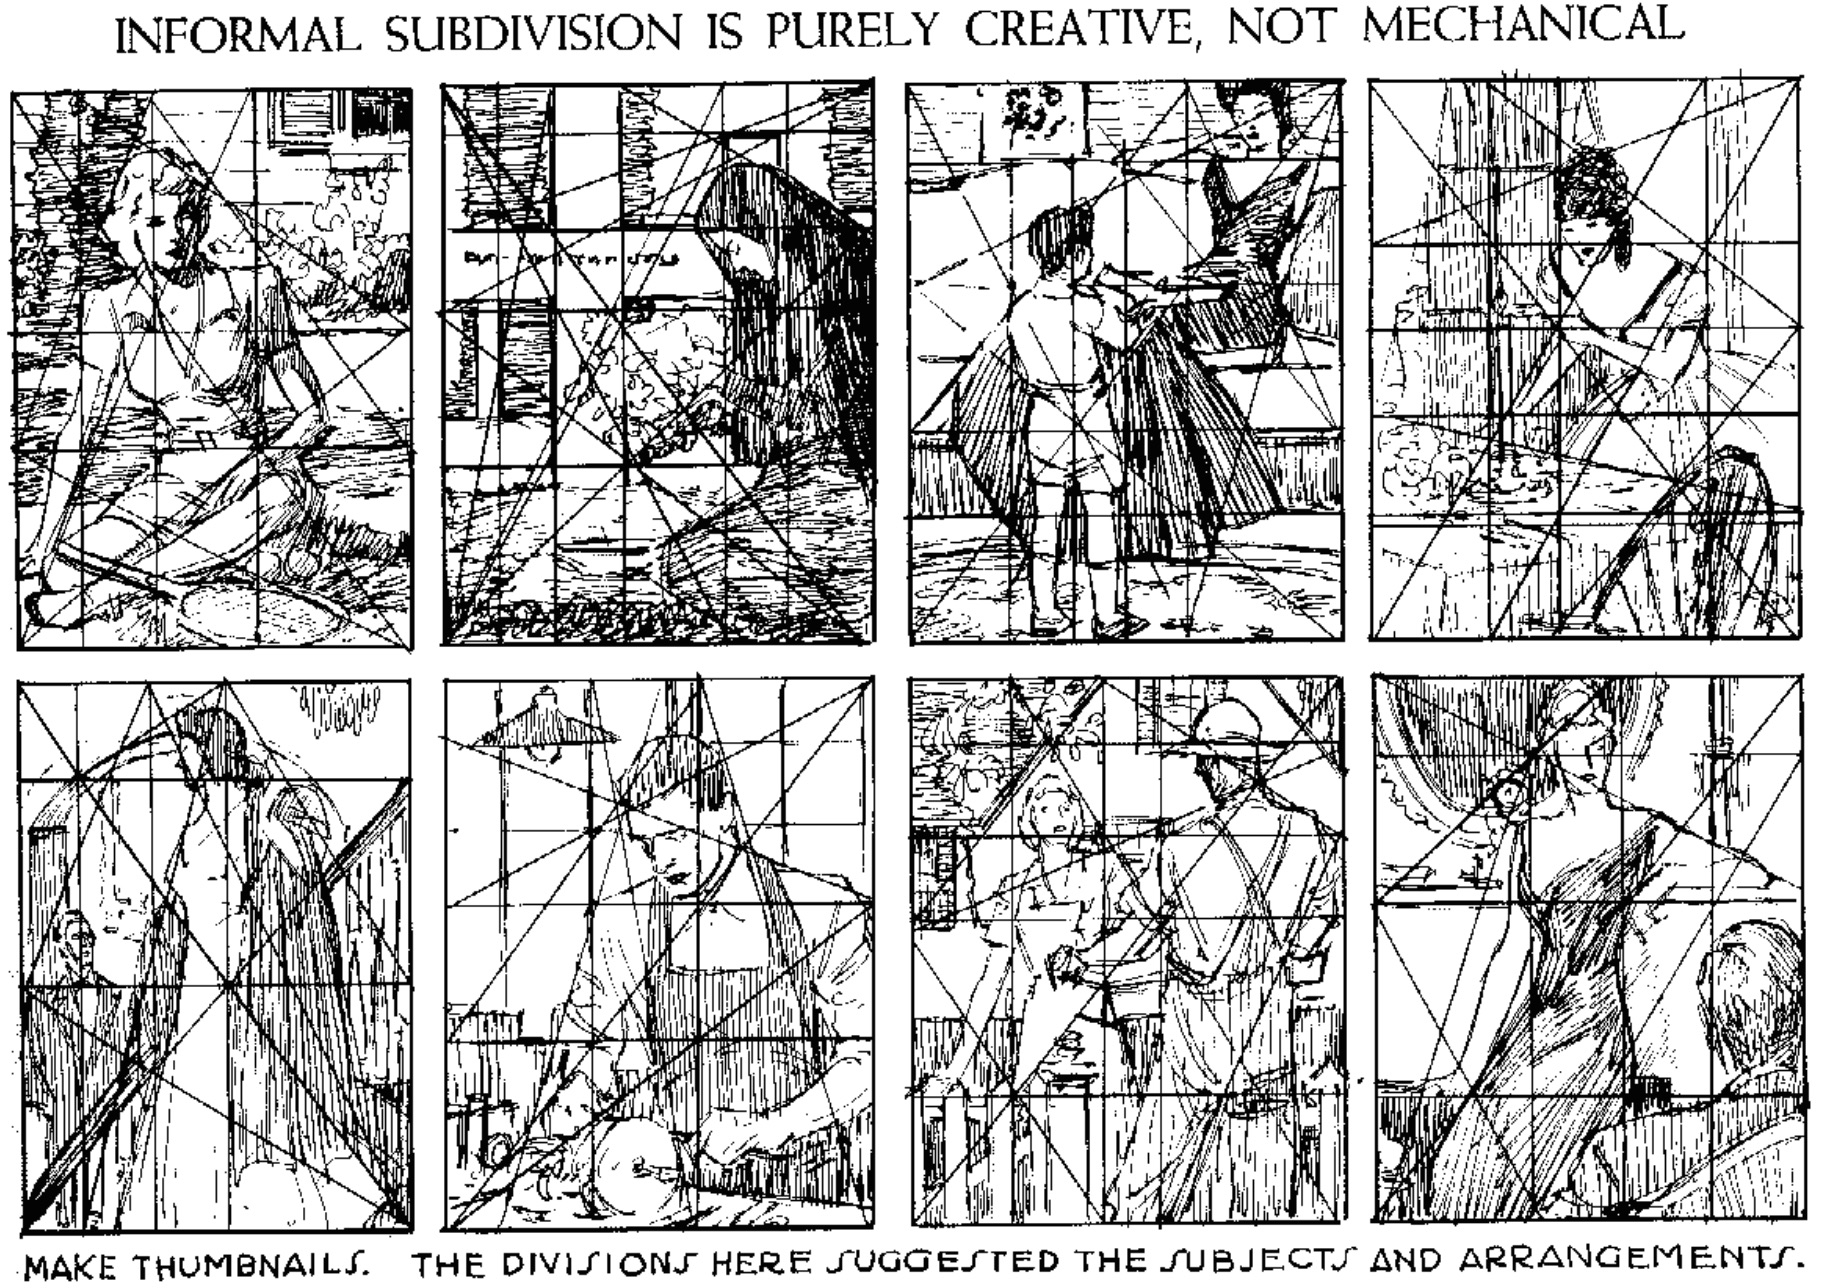 INFORMAL SUBDIVISION IS PURELY CREATIVE, NOT MECHANICAL
MAKE THUMBNAILS. THE DIVISIONS HERE SUGGESTED THE SUBJECTS AND ARRANGEMENTS.